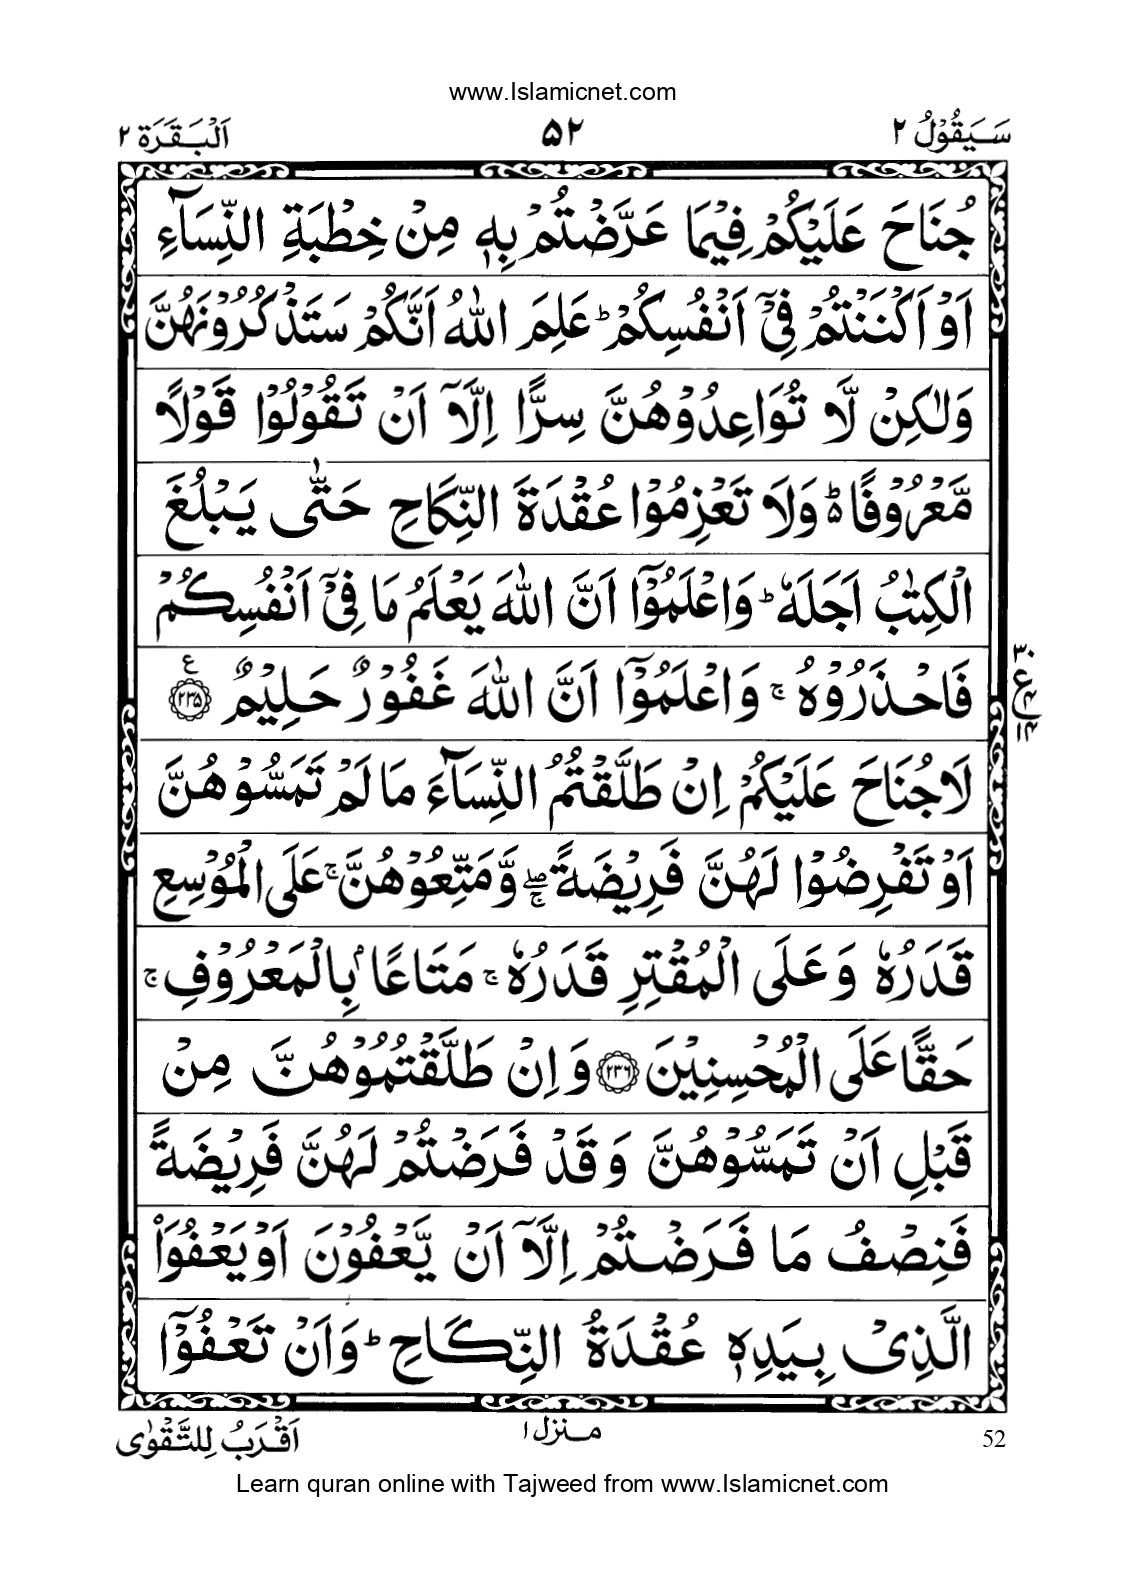 www.Islamicnet.com
سَيَقُوْلُ ٢ ٥٢ اَلْبَقَرَة ٢
جُنَاحَ عَلَيْكُمْ فِيْمَا عَرَّضْتُمْ بِهٖ مِنْ خِطْبَةِ النِّسَآءِ
اَوْ اَكْنَنْتُمْ فِيْۤ اَنْفُسِكُمْ ؕ عَلِمَ اللّٰهُ اَنَّكُمْ سَتَذْكُرُوْنَهُنَّ
وَلٰكِنْ لَّا تُوَاعِدُوْهُنَّ سِرًّا اِلَّاۤ اَنْ تَقُوْلُوْا قَوْلًا
مَّعْرُوْفًا ؕ۬ وَلَا تَعْزِمُوْا عُقْدَةَ النِّكَاحِ حَتّٰى يَبْلُغَ
الْكِتٰبُ اَجَلَهٗ ؕ وَاعْلَمُوْۤا اَنَّ اللّٰهَ يَعْلَمُ مَا فِيْۤ اَنْفُسِكُمْ
فَاحْذَرُوْهُ ۚ وَاعْلَمُوْۤا اَنَّ اللّٰهَ غَفُوْرٌ حَلِيْمٌ ﴿٢٣٥﴾ ع
٣٠
ع
١٤
لَاجُنَاحَ عَلَيْكُمْ اِنْ طَلَّقْتُمُ النِّسَآءَ مَا لَمْ تَمَسُّوْهُنَّ
اَوْ تَفْرِضُوْا لَهُنَّ فَرِيْضَةً ۖۚ وَّمَتِّعُوْهُنَّ ۚ عَلَى الْمُوْسِعِ
قَدَرُهٗ وَعَلَى الْمُقْتِرِ قَدَرُهٗ ۚ مَتَاعًاۢ بِالْمَعْرُوْفِ ۚ
حَقًّا عَلَى الْمُحْسِنِيْنَ ﴿٢٣٦﴾ وَاِنْ طَلَّقْتُمُوْهُنَّ مِنْ
قَبْلِ اَنْ تَمَسُّوْهُنَّ وَقَدْ فَرَضْتُمْ لَهُنَّ فَرِيْضَةً
فَنِصْفُ مَا فَرَضْتُمْ اِلَّاۤ اَنْ يَّعْفُوْنَ اَوْ يَعْفُوَا
الَّذِيْ بِيَدِهٖ عُقْدَةُ النِّكَاحِ ؕ وَاَنْ تَعْفُوْۤا
52 منزل ١ اَقْرَبُ لِلتَّقْوٰى
Learn quran online with Tajweed from www.Islamicnet.com